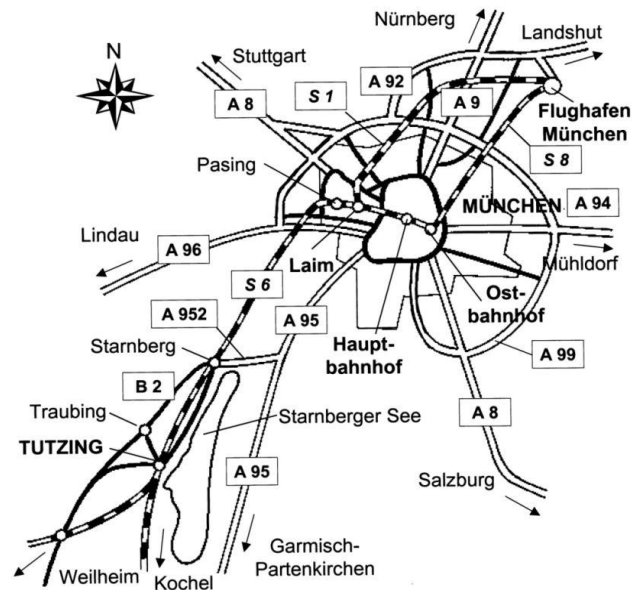 Nürnberg
Landshut
N
Stuttgart
A 92
S 1
A 8
A 9
Flughafen
München
S 8
Pasing
MÜNCHEN
A 94
Lindau
A 96
Laim
Mühldorf
S 6
Ost-
bahnhof
A 952
A 95
Haupt-
bahnhof
Starnberg
A 99
B 2
Traubing
Starnberger See
A 8
TUTZING
A 95
Salzburg
Garmisch-
Partenkirchen
Weilheim
Kochel